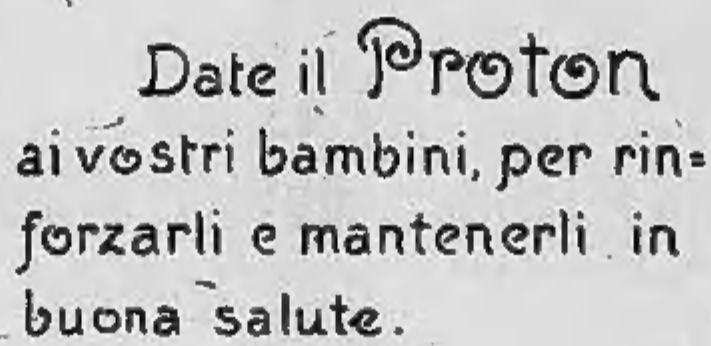 Date il Proton
ai vostri bambini, per rin=
forzarli e mantenerli in
buona salute.